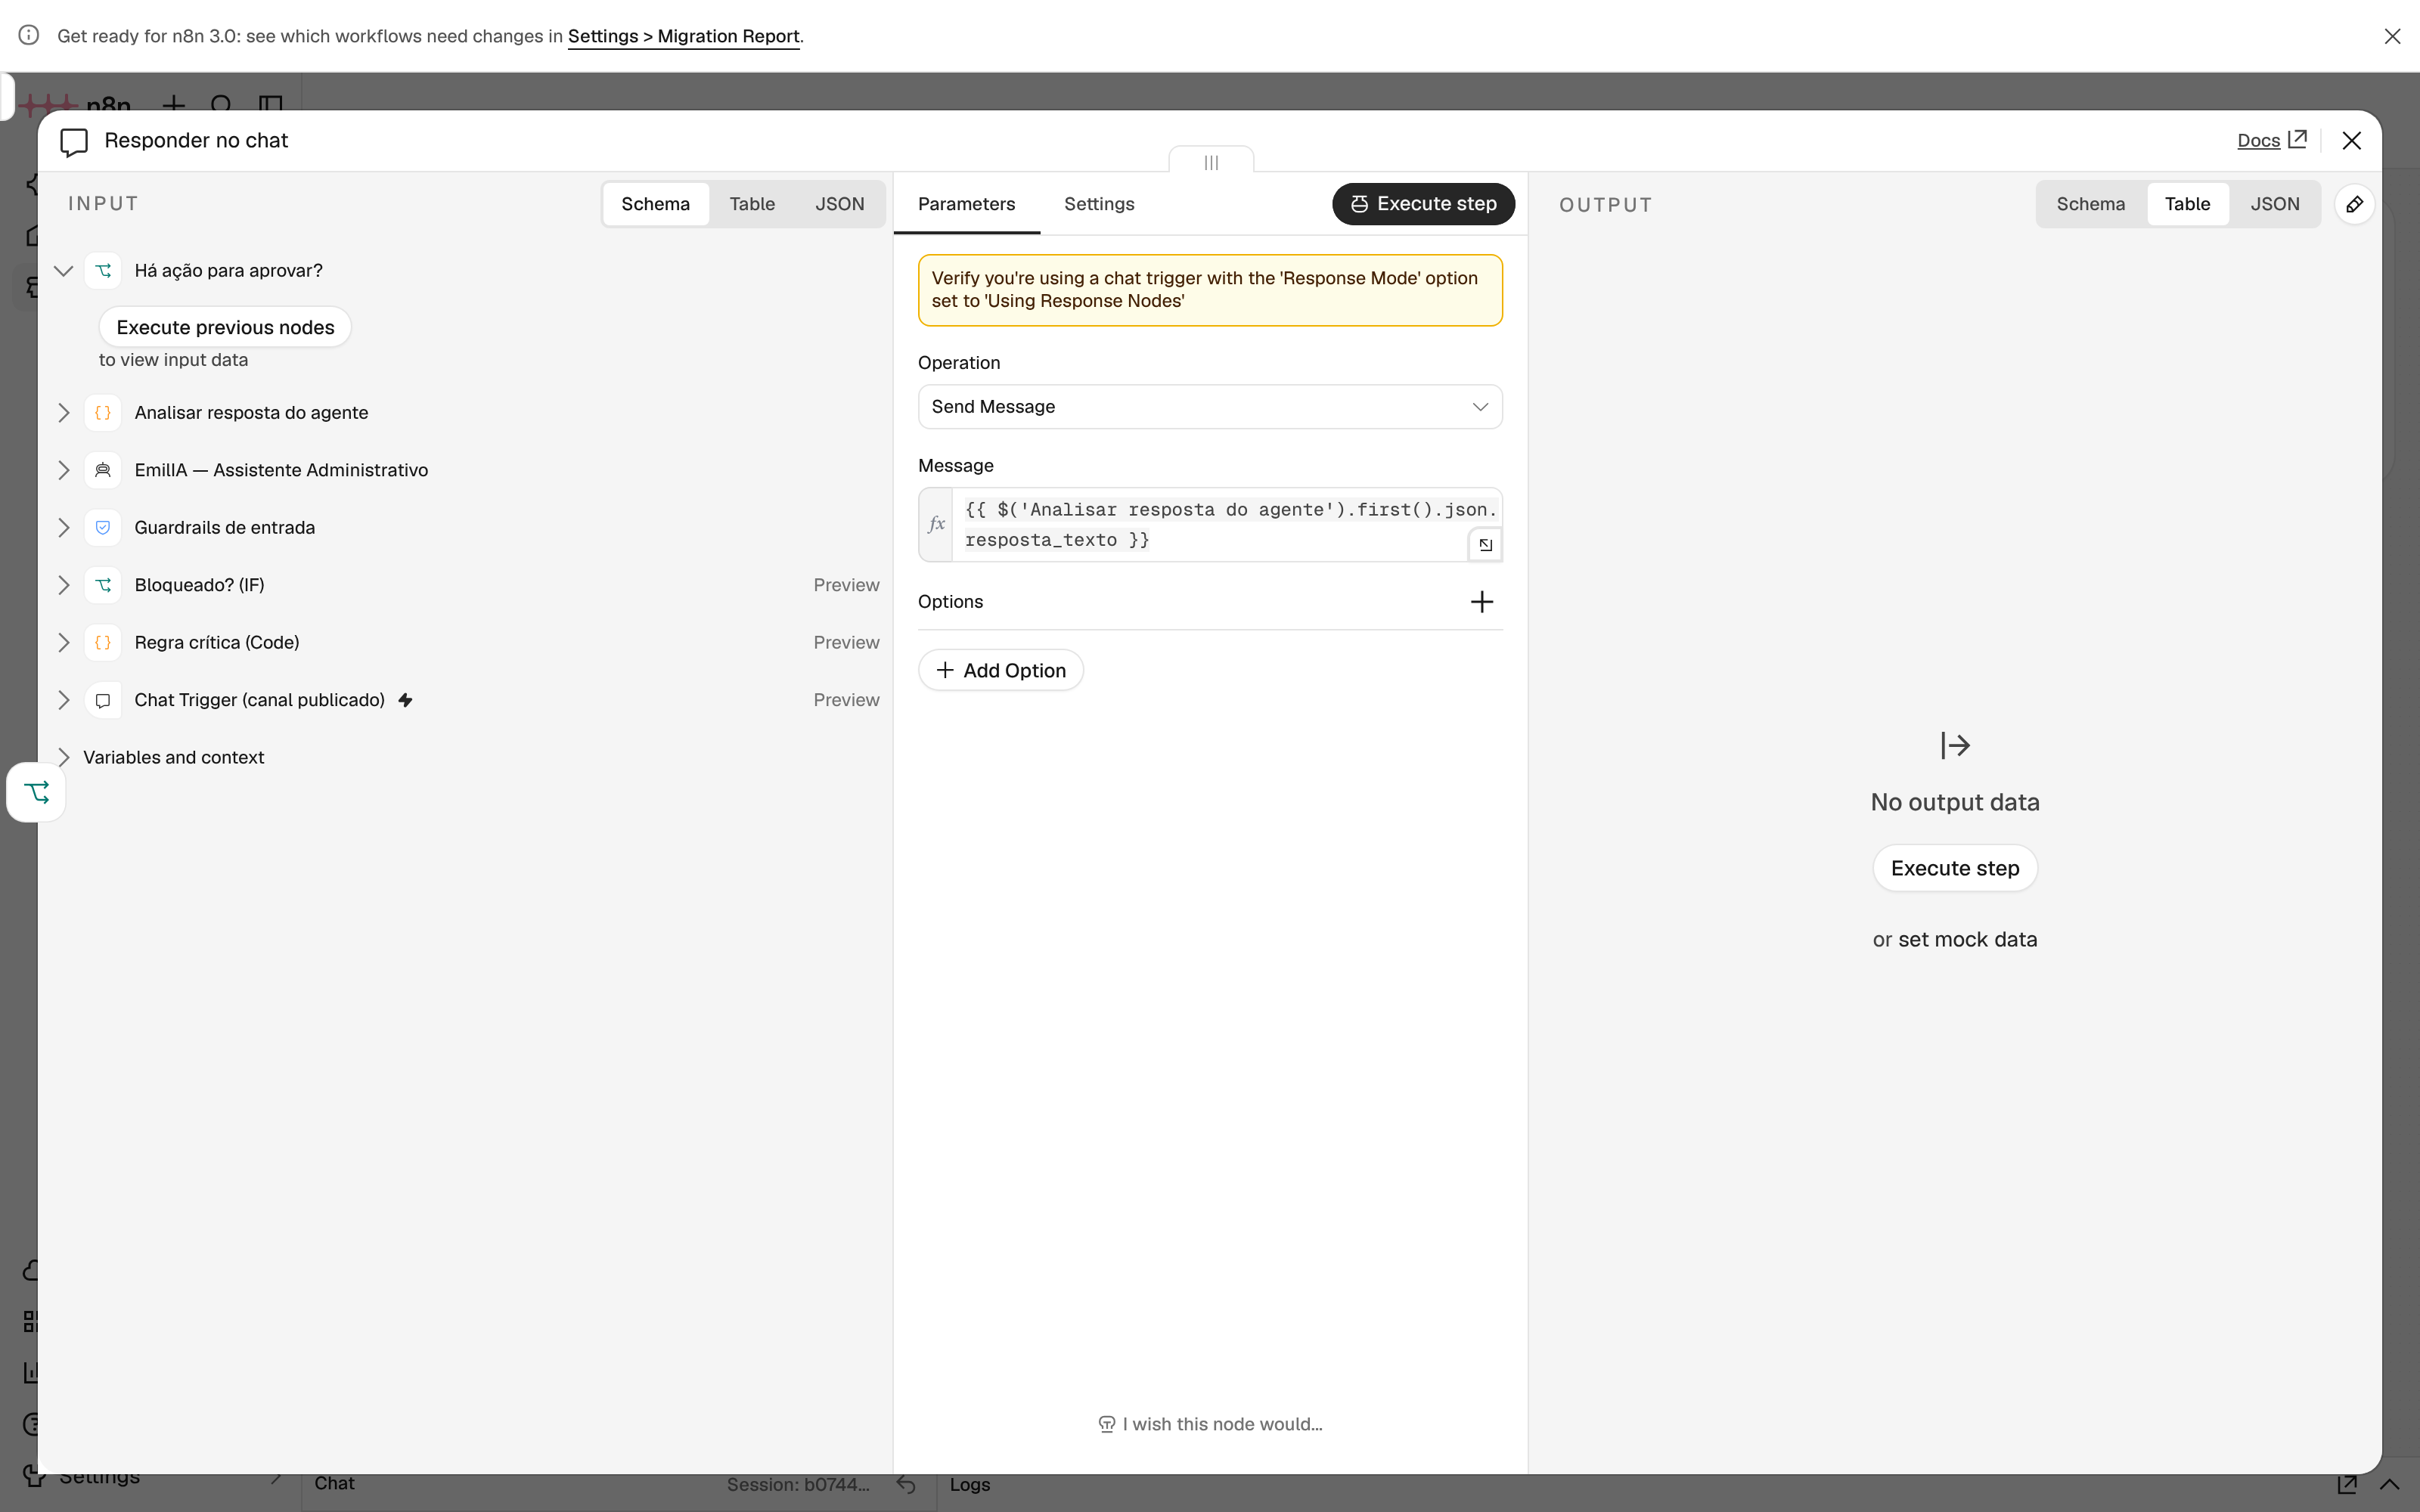 Get ready for n8n 3.0: see which workflows need changes in Settings > Migration Report.
n8n
Responder no chat
Docs
INPUT
Schema
Table
JSON
Há ação para aprovar?
Execute previous nodes
to view input data
Analisar resposta do agente
EmilIA — Assistente Administrativo
Guardrails de entrada
Bloqueado? (IF)
Preview
Regra crítica (Code)
Preview
Chat Trigger (canal publicado)
Preview
Variables and context
Parameters
Settings
Execute step
Verify you're using a chat trigger with the 'Response Mode' option
set to 'Using Response Nodes'
Operation
Send Message
Message
fx
{{ $('Analisar resposta do agente').first().json.
resposta_texto }}
Options
Add Option
I wish this node would...
OUTPUT
Schema
Table
JSON
No output data
Execute step
or set mock data
Settings
Chat
Session: b0744...
Logs